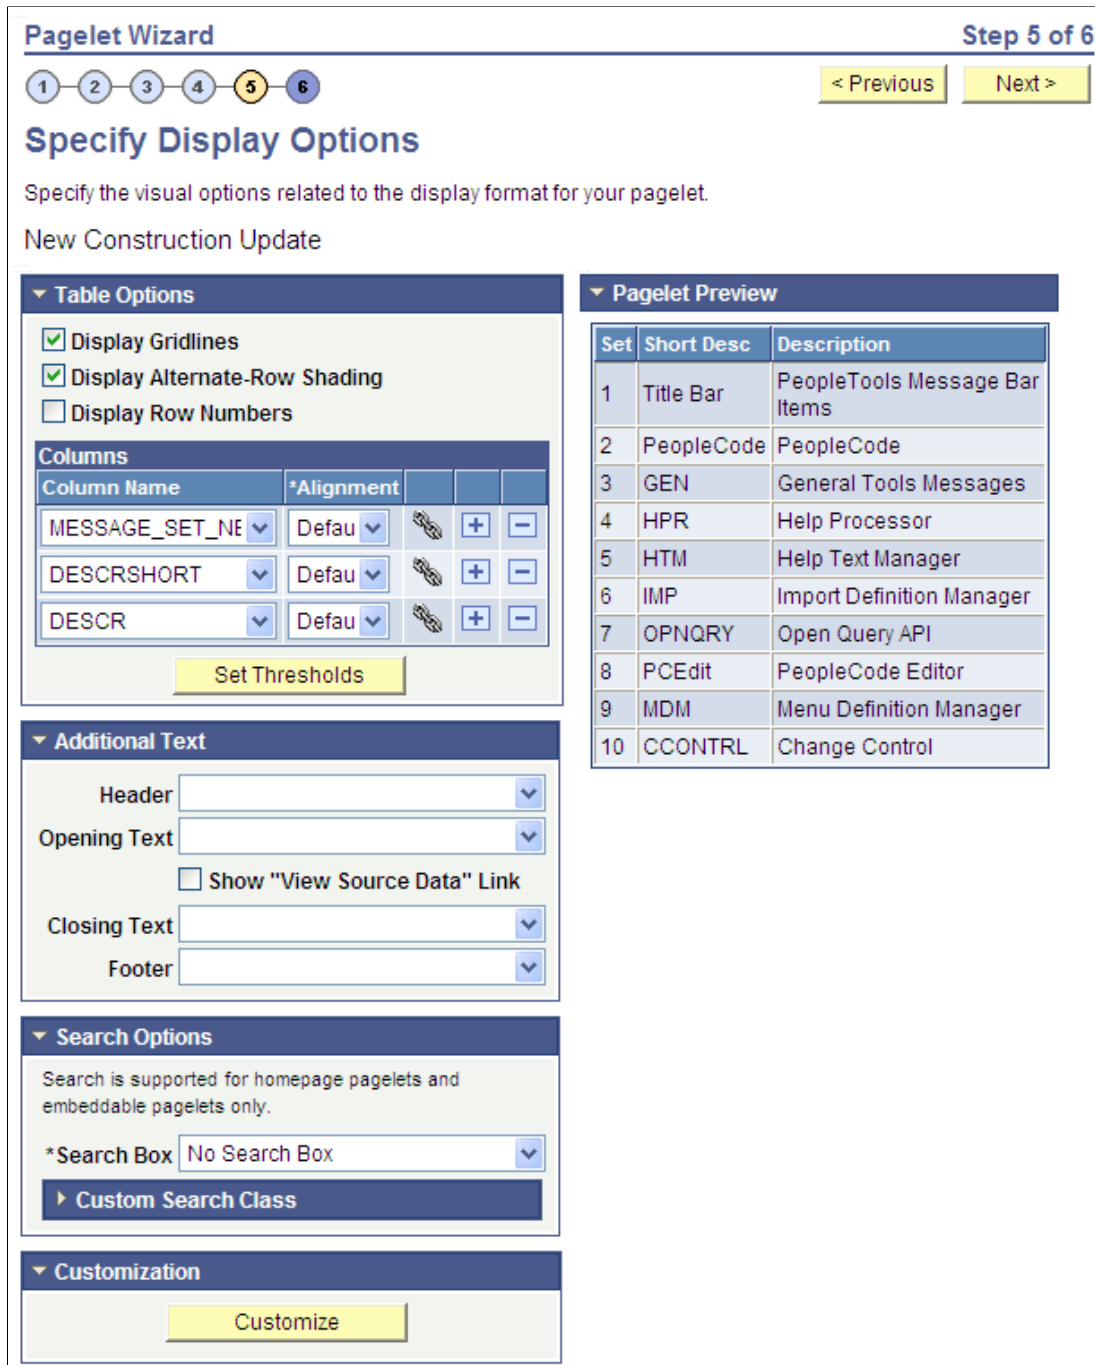 Pagelet Wizard
Step 5 of 6
1 2 3 4 5 6
< Previous
Next >
Specify Display Options
Specify the visual options related to the display format for your pagelet.
New Construction Update
Table Options
Display Gridlines
Display Alternate-Row Shading
Display Row Numbers
Columns
Column Name *Alignment
MESSAGE_SET_NE Defau
DESCRSHORT Defau
DESCR Defau
Set Thresholds
Additional Text
Header
Opening Text
Show "View Source Data" Link
Closing Text
Footer
Search Options
Search is supported for homepage pagelets and
embeddable pagelets only.
*Search Box No Search Box
Custom Search Class
Customization
Customize
Pagelet Preview
Set Short Desc Description
1 Title Bar PeopleTools Message Bar
Items
2 PeopleCode PeopleCode
3 GEN General Tools Messages
4 HPR Help Processor
5 HTM Help Text Manager
6 IMP Import Definition Manager
7 OPNQRY Open Query API
8 PCEdit PeopleCode Editor
9 MDM Menu Definition Manager
10 CCONTRL Change Control